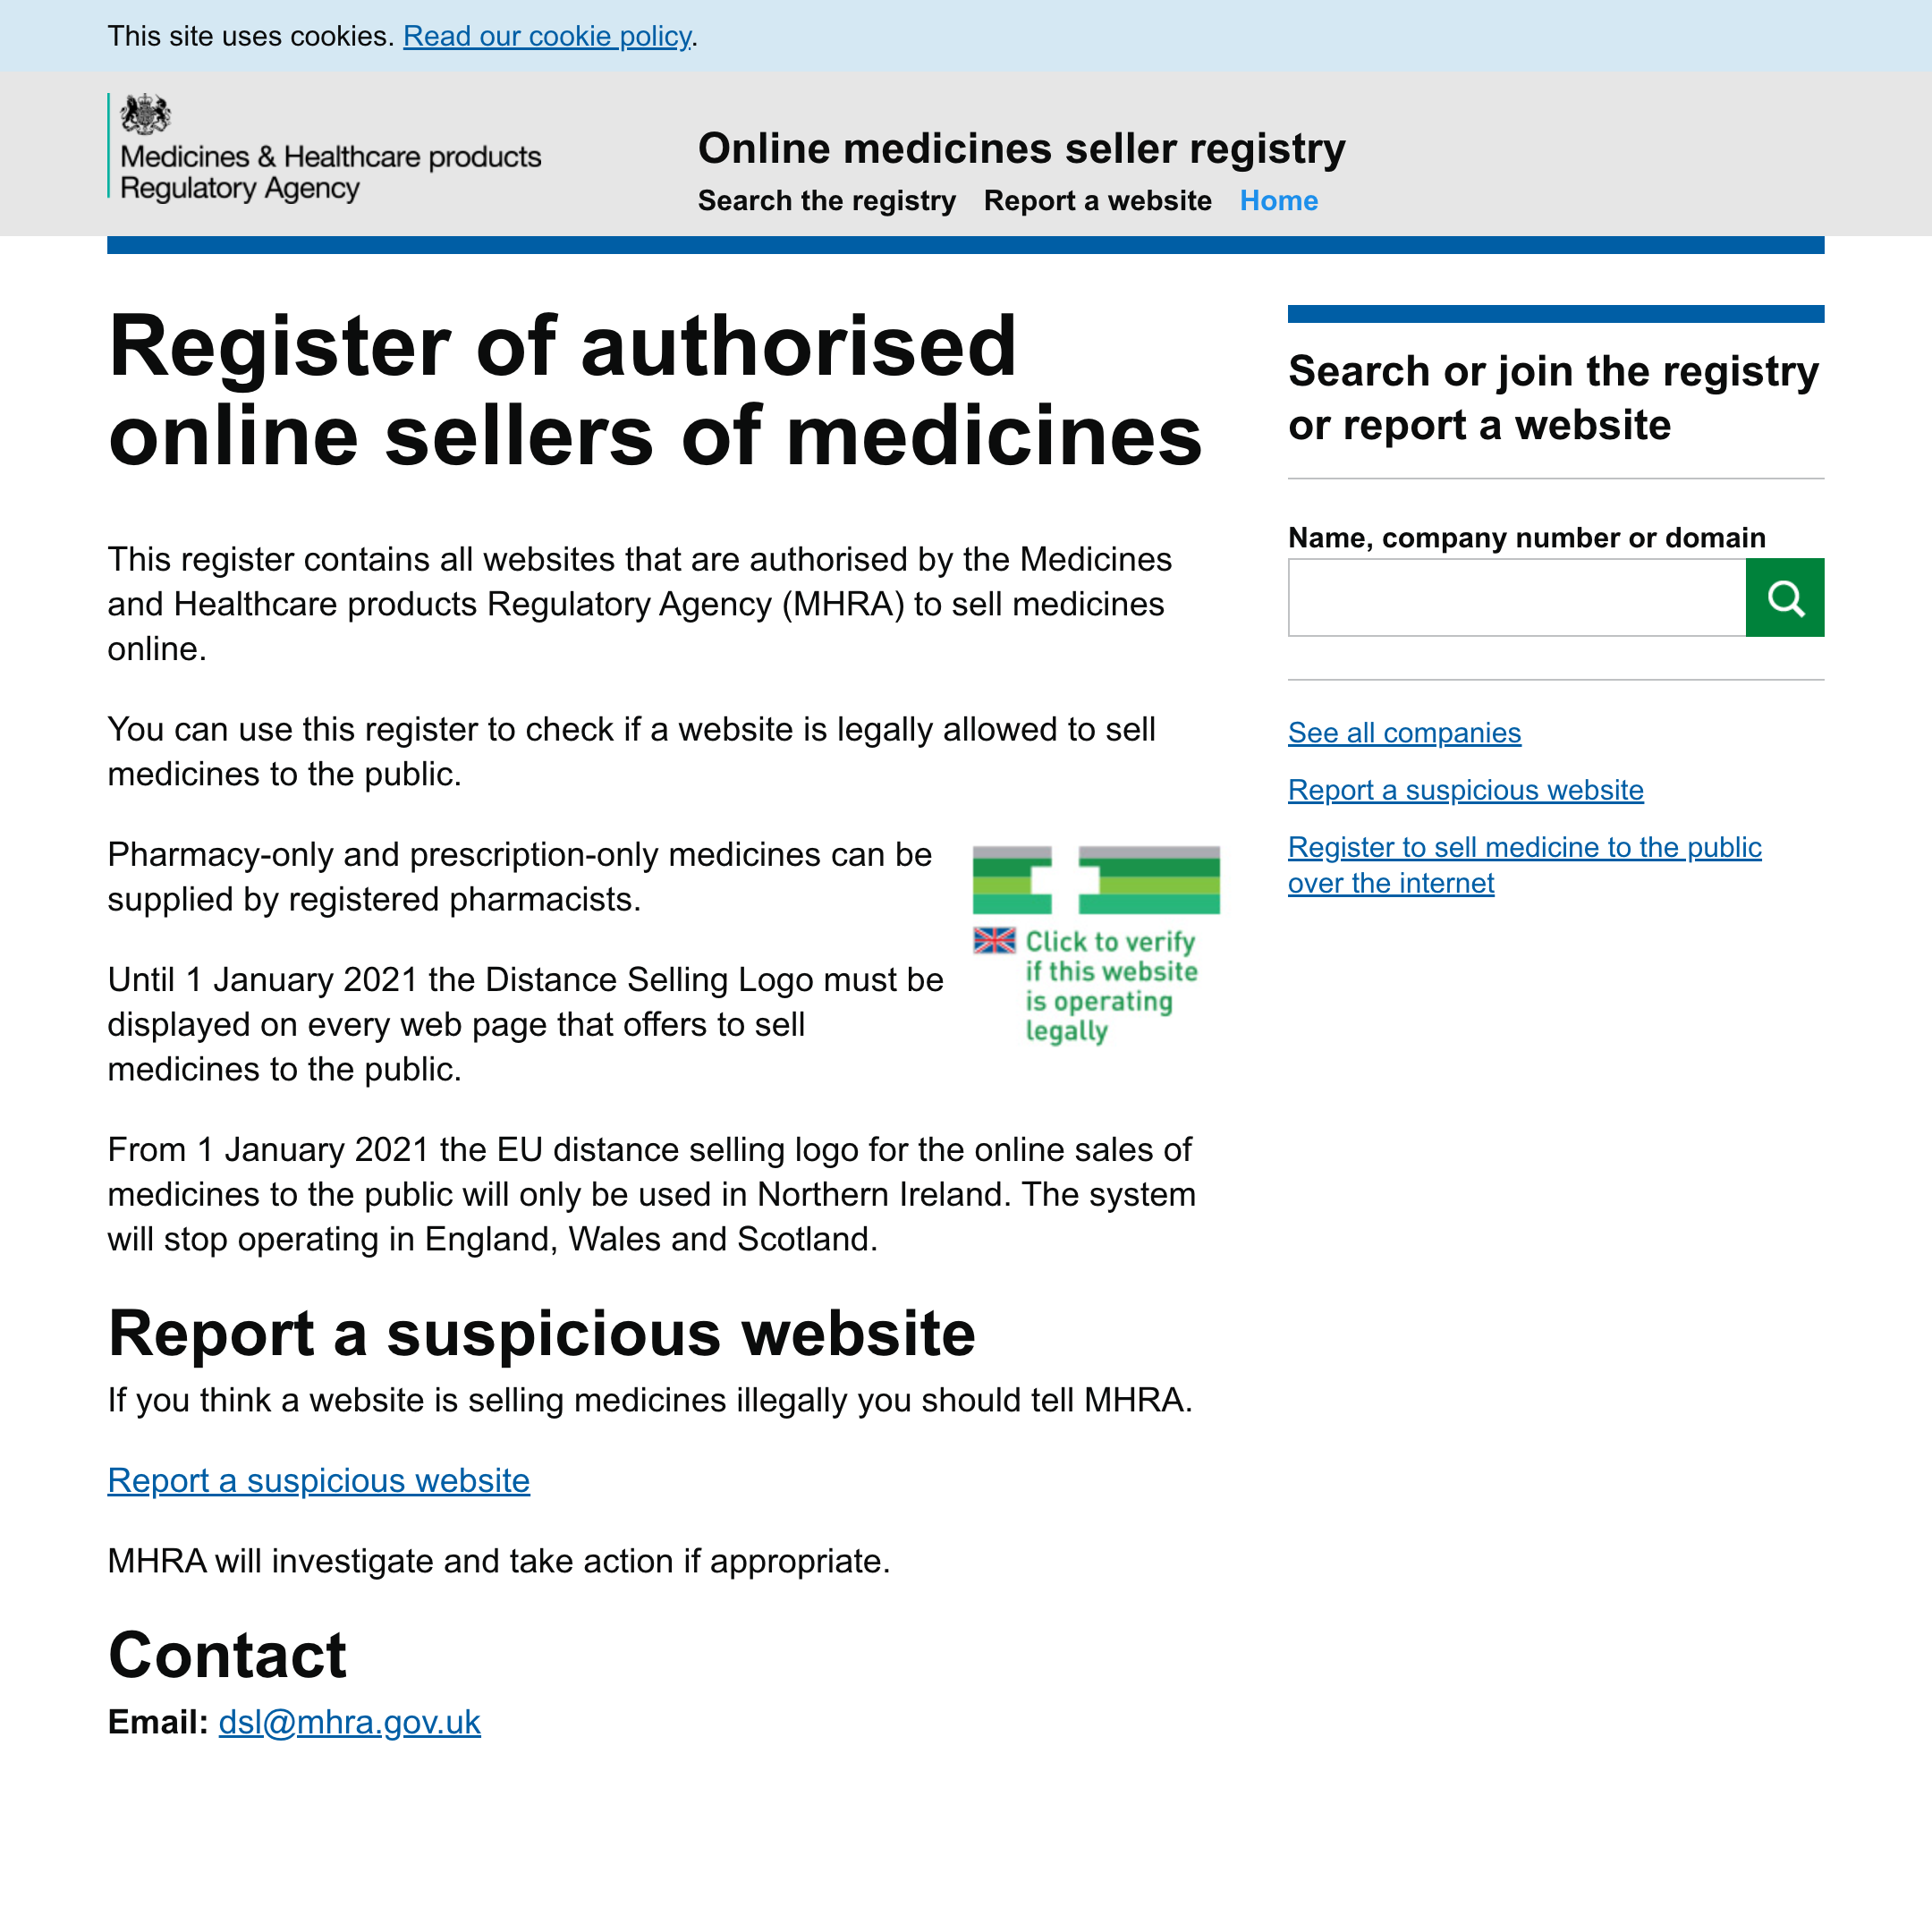 This site uses cookies. Read our cookie policy.
Medicines & Healthcare products
Regulatory Agency
Online medicines seller registry
Search the registry Report a website Home
Register of authorised
online sellers of medicines
This register contains all websites that are authorised by the Medicines
and Healthcare products Regulatory Agency (MHRA) to sell medicines
online.
You can use this register to check if a website is legally allowed to sell
medicines to the public.
Pharmacy-only and prescription-only medicines can be
supplied by registered pharmacists.
Click to verify
if this website
is operating
legally
Until 1 January 2021 the Distance Selling Logo must be
displayed on every web page that offers to sell
medicines to the public.
From 1 January 2021 the EU distance selling logo for the online sales of
medicines to the public will only be used in Northern Ireland. The system
will stop operating in England, Wales and Scotland.
Report a suspicious website
If you think a website is selling medicines illegally you should tell MHRA.
Report a suspicious website
MHRA will investigate and take action if appropriate.
Contact
Email: dsl@mhra.gov.uk
Search or join the registry
or report a website
Name, company number or domain
See all companies
Report a suspicious website
Register to sell medicine to the public
over the internet